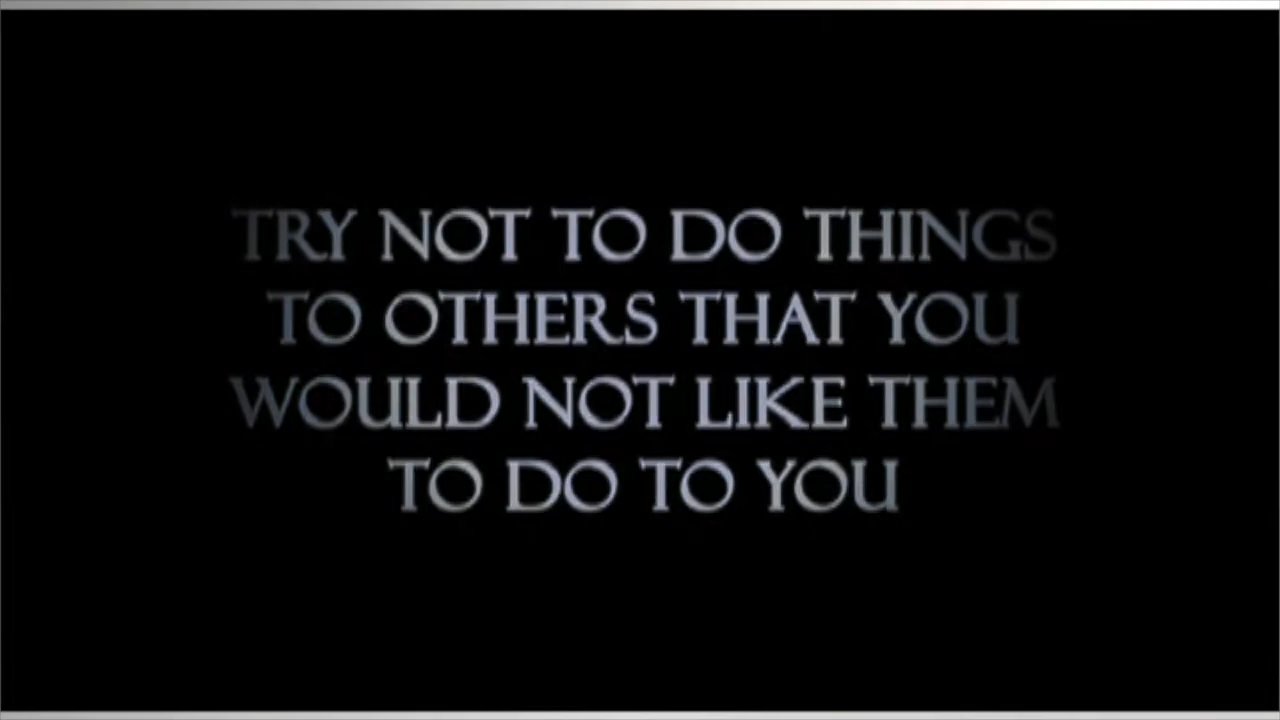 TRY NOT TO DO THINGS
TO OTHERS THAT YOU
WOULD NOT LIKE THEM
TO DO TO YOU